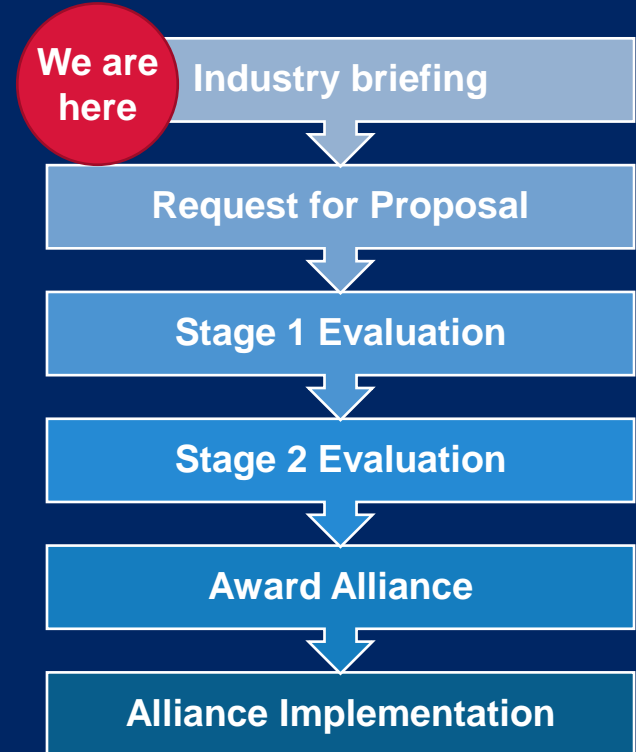 We are
here
Industry briefing
Request for Proposal
Stage 1 Evaluation
Stage 2 Evaluation
Award Alliance
Alliance Implementation